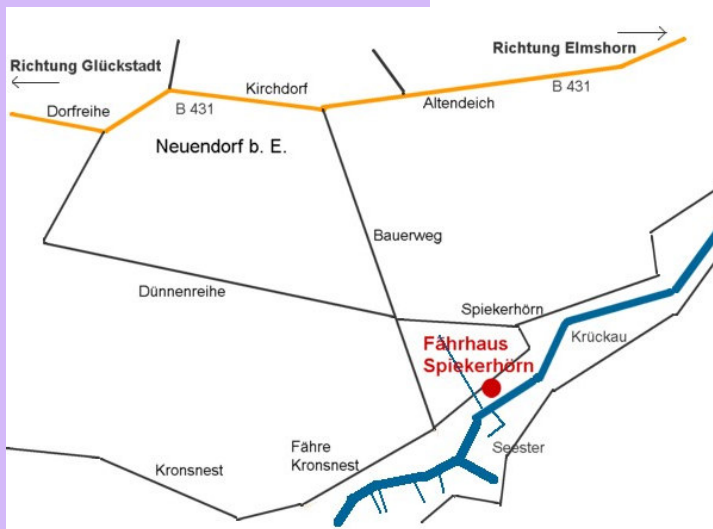 Richtung Elmshorn
Richtung Glückstadt
Kirchdorf
B 431
Dorfreihe
B 431
Altendeich
Neuendorf b. E.
Bauerweg
Dünnenreihe
Spiekerhörn
Fährhaus
Spiekerhörn
Krückau
Fähre
Kronsnest
Seester
Kronsnest